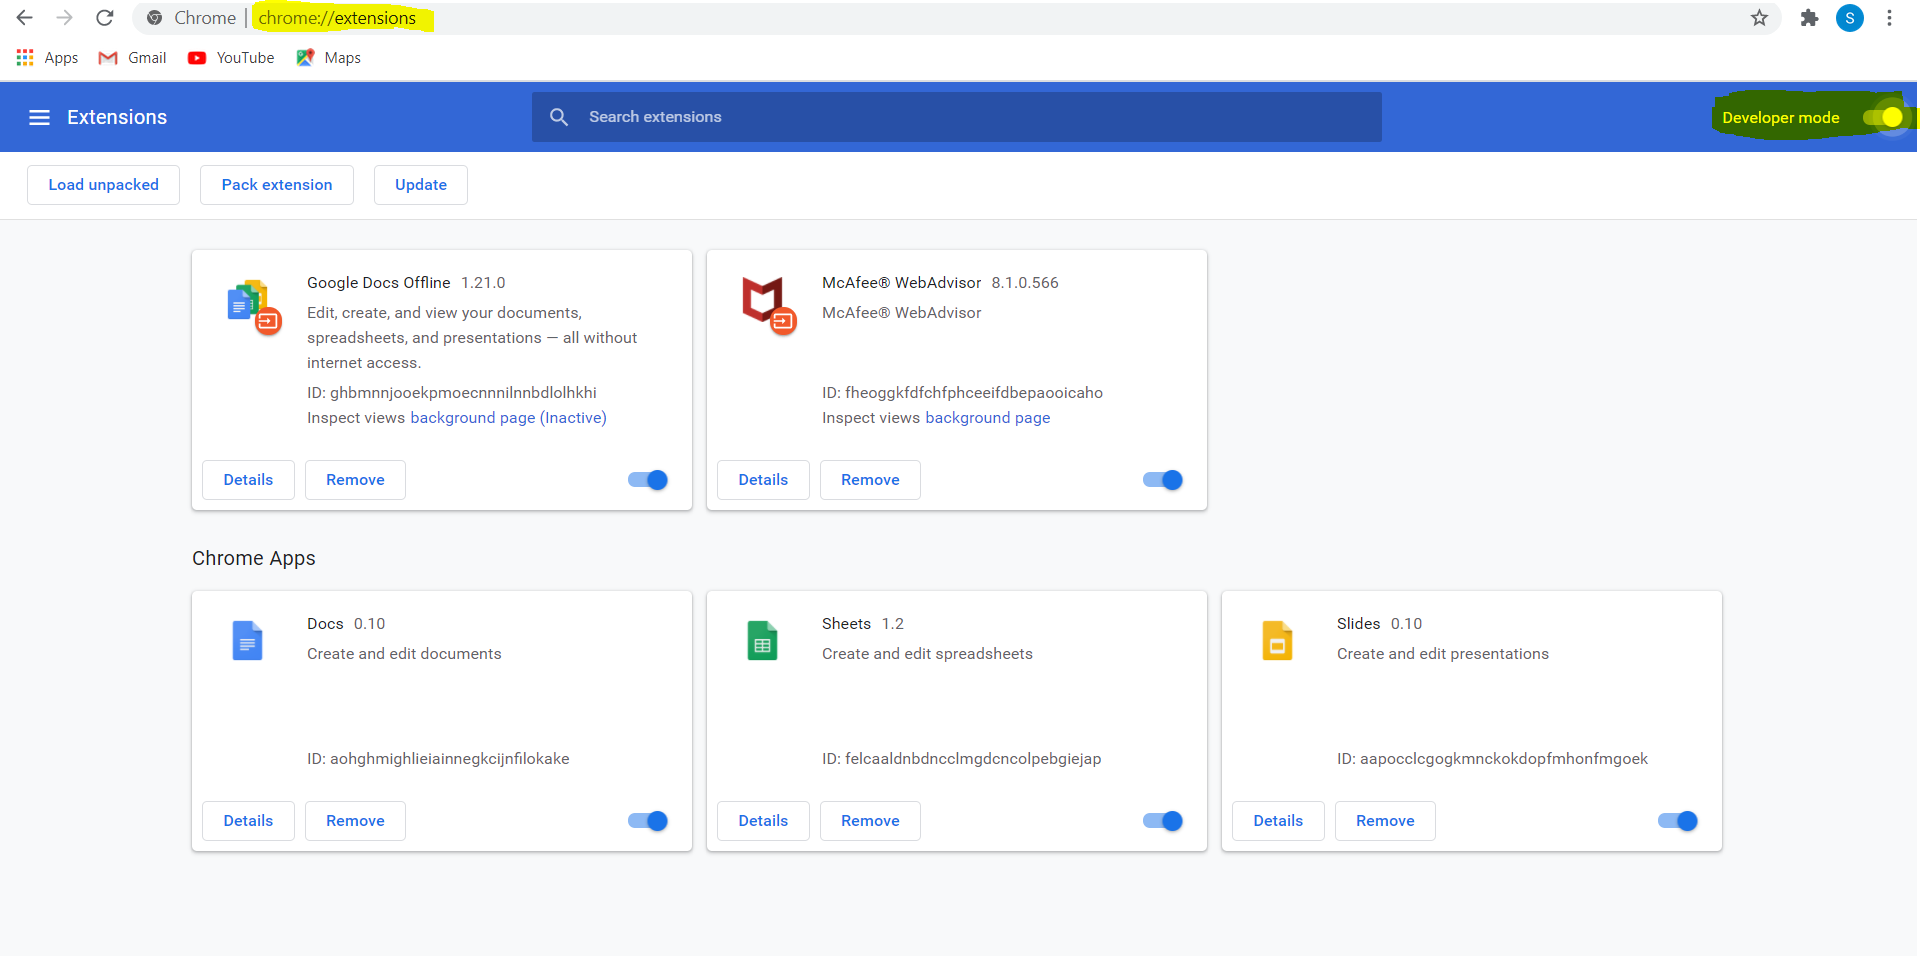 Chrome | chrome://extensions
S
Apps Gmail YouTube Maps
Extensions Search extensions Developer mode
Load unpacked Pack extension Update
Google Docs Offline 1.21.0
Edit, create, and view your documents,
spreadsheets, and presentations — all without
internet access.
ID: ghbmnnjooekpmoecnnnilnnbdlolhkhi
Inspect views background page (Inactive)
Details Remove
McAfee® WebAdvisor 8.1.0.566
McAfee® WebAdvisor
ID: fheoggkfdfchfphceeifdbepaooicaho
Inspect views background page
Details Remove
Chrome Apps
Docs 0.10
Create and edit documents
ID: aohghmighlieiainnegkcijnfilokake
Details Remove
Sheets 1.2
Create and edit spreadsheets
ID: felcaaldnbdncclmgdcncolpebgiejap
Details Remove
Slides 0.10
Create and edit presentations
ID: aapocclcgogkmnckokdopfmhonfmgoek
Details Remove